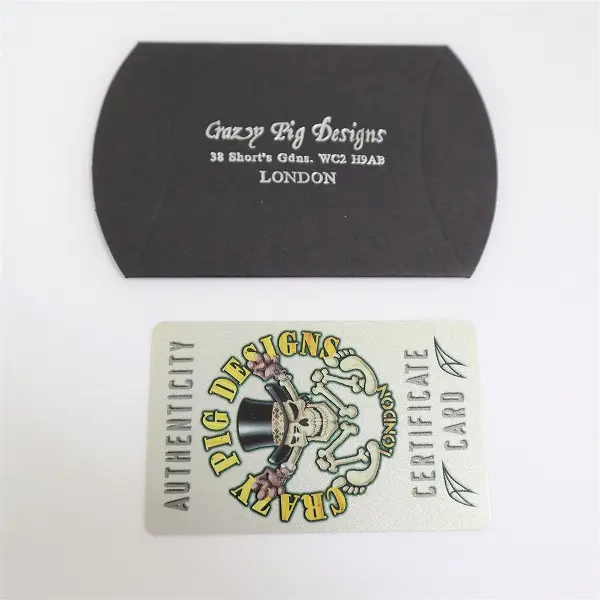 Crazy Pig Designs
38 Short's Gdns. WC2 H9AB
LONDON
AUTHENTICITY
CRAZY PIG DESIGNS
LONDON
CERTIFICATE
CARD